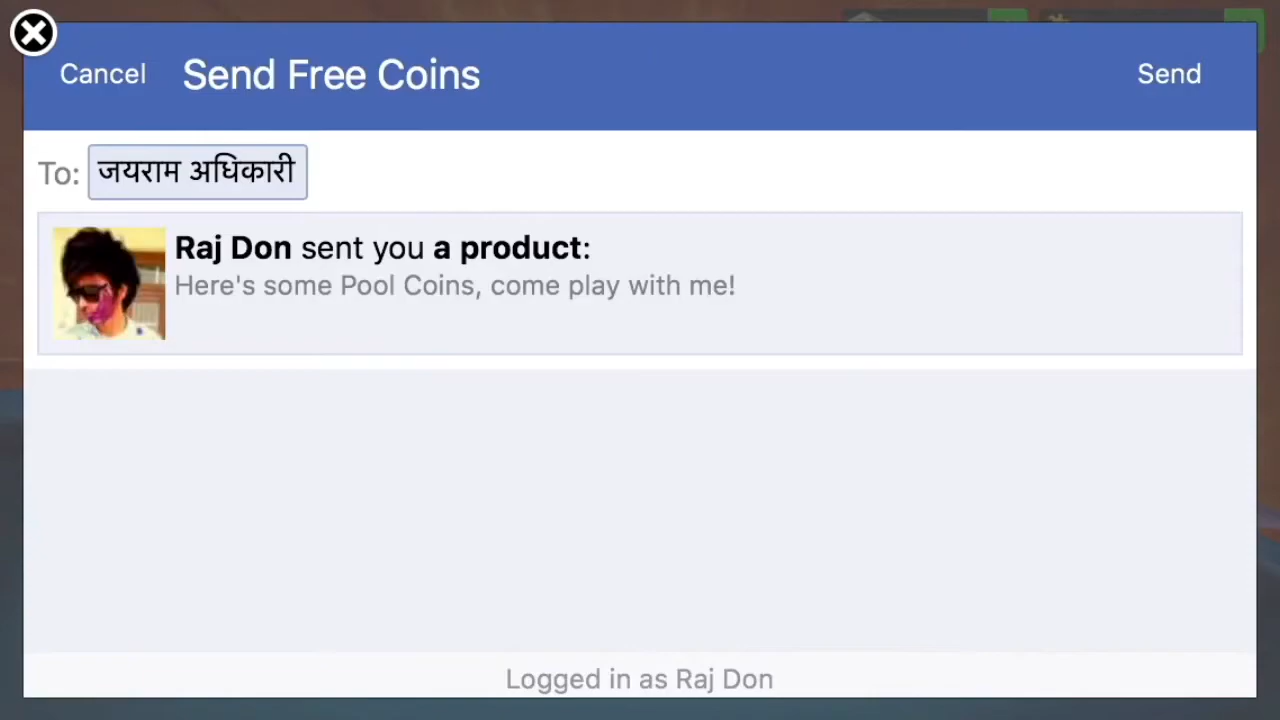 Cancel Send Free Coins Send
To: जयराम अधिकारी
Raj Don sent you a product:
Here's some Pool Coins, come play with me!
Logged in as Raj Don